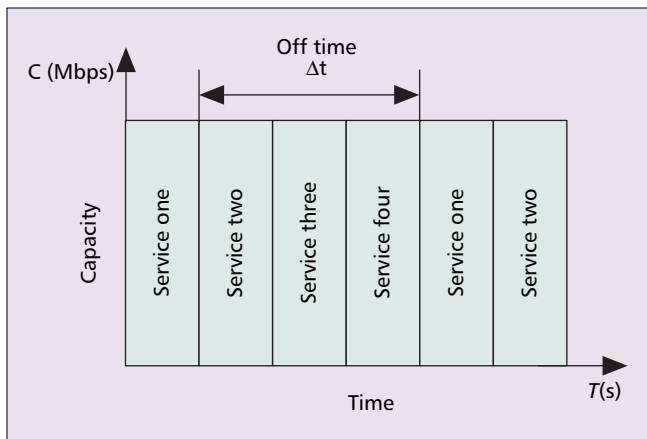 Off time
Δt
C (Mbps)
Capacity
Service one
Service two
Service three
Service four
Service one
Service two
T(s)
Time